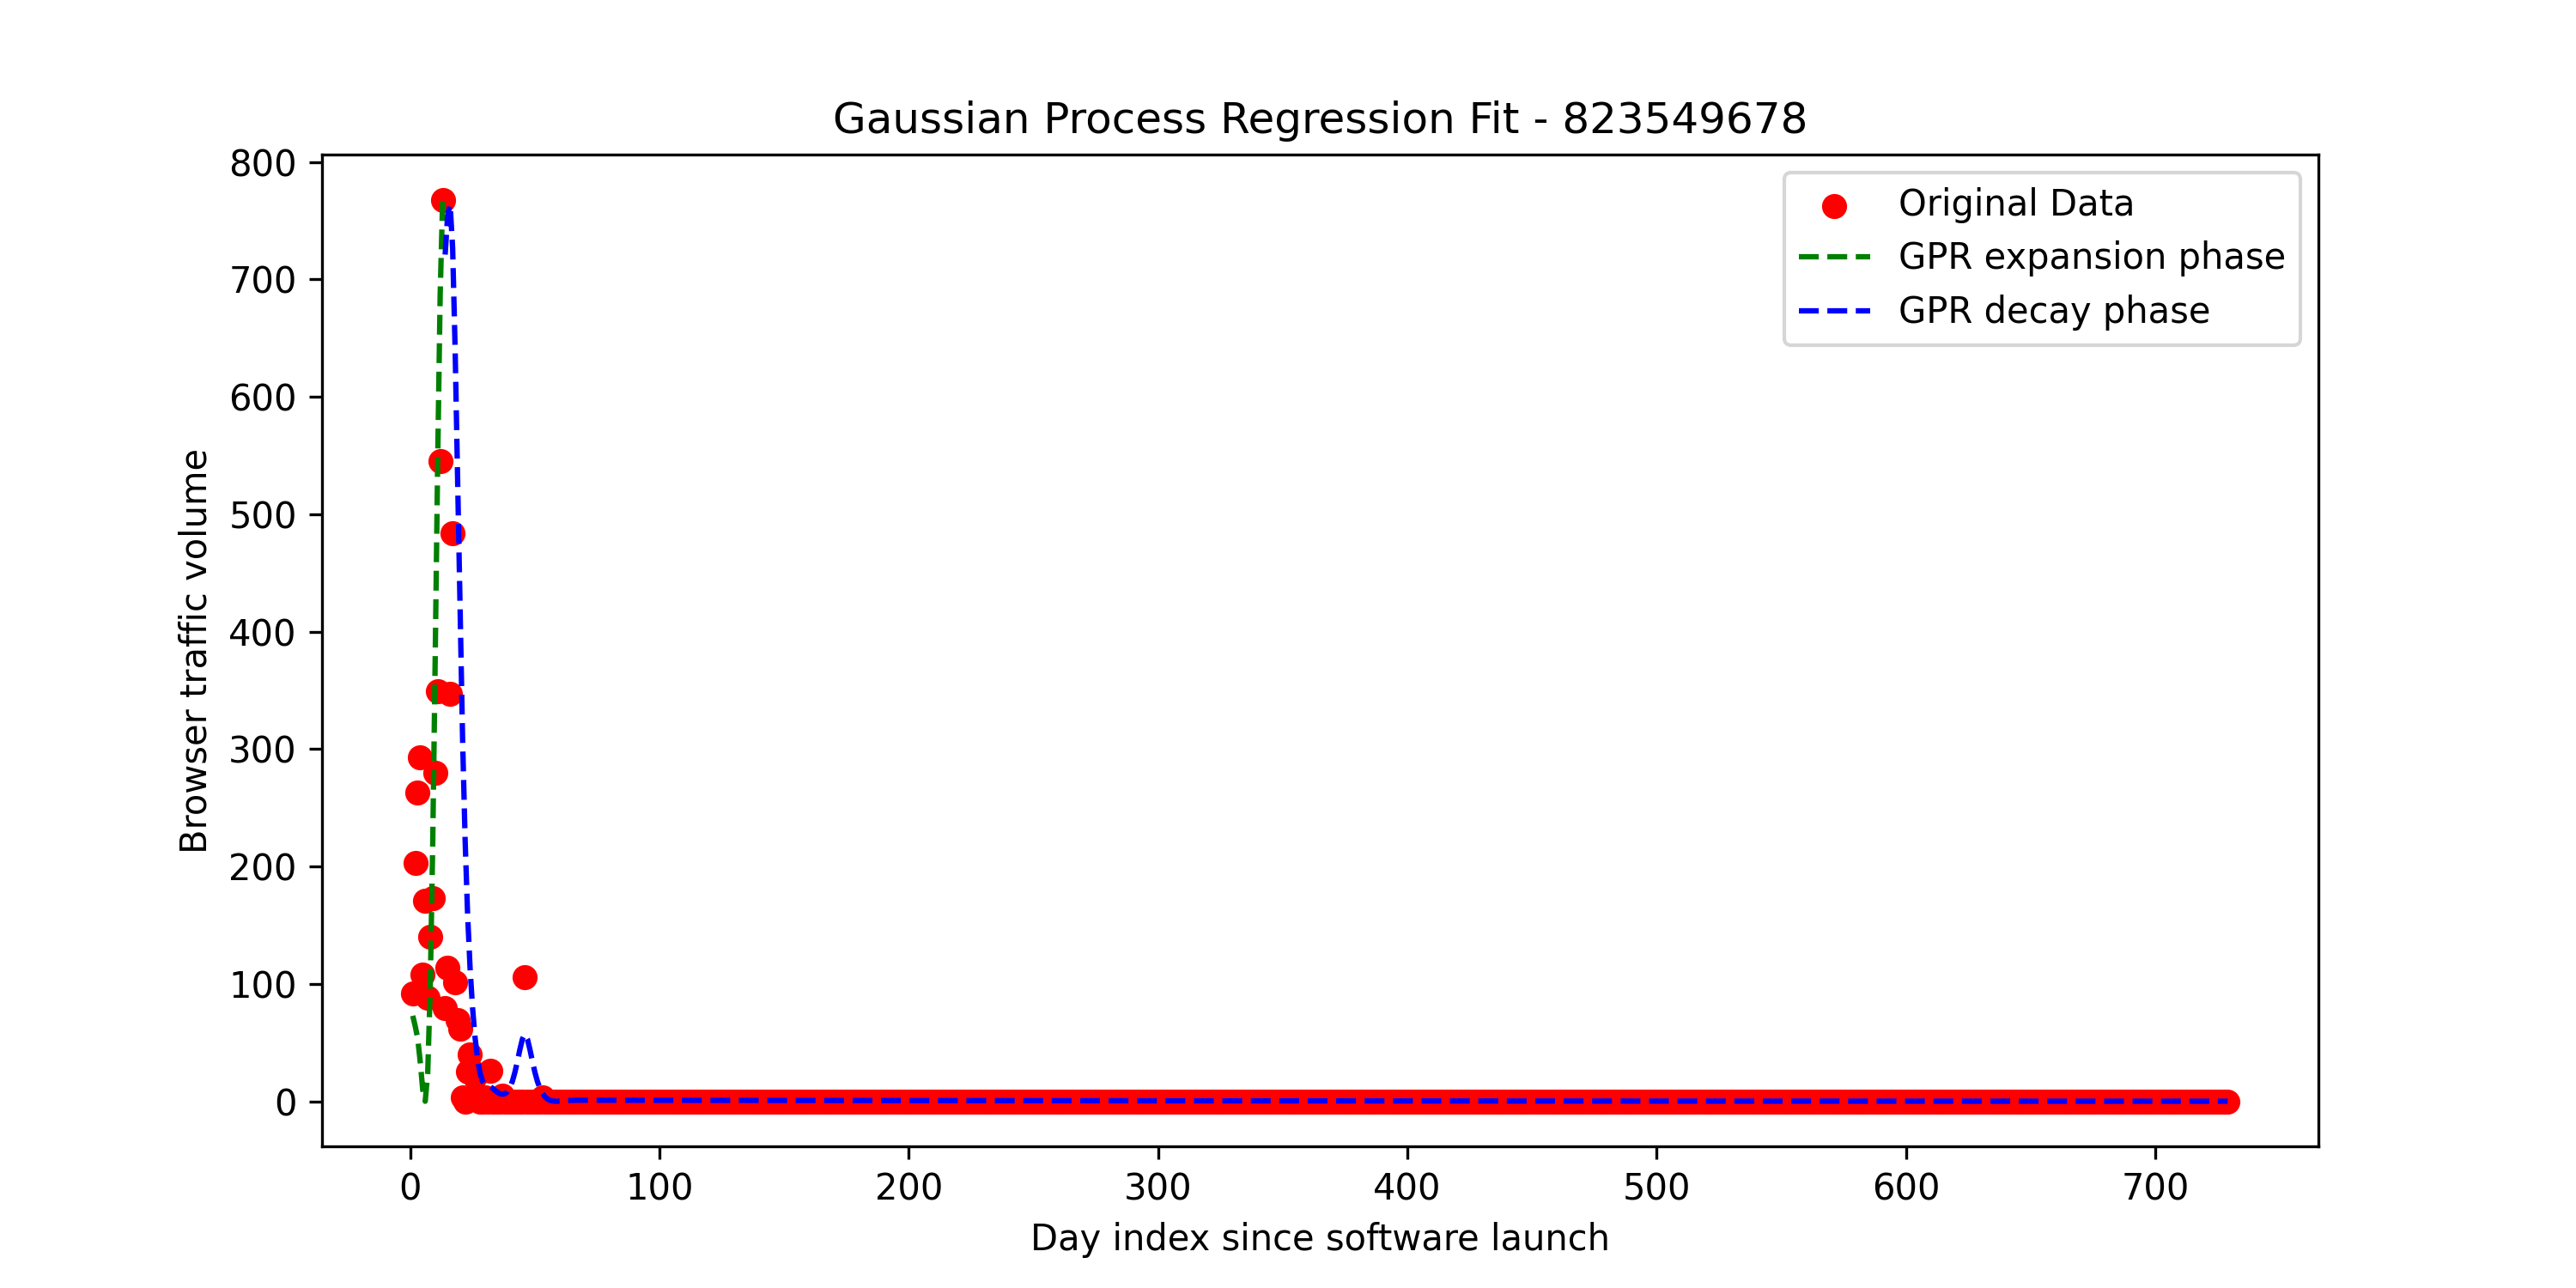 Gaussian Process Regression Fit - 823549678
800
700
600
500
400
300
200
100
0
Browser traffic volume
Original Data
GPR expansion phase
GPR decay phase
0 100 200 300 400 500 600 700
Day index since software launch